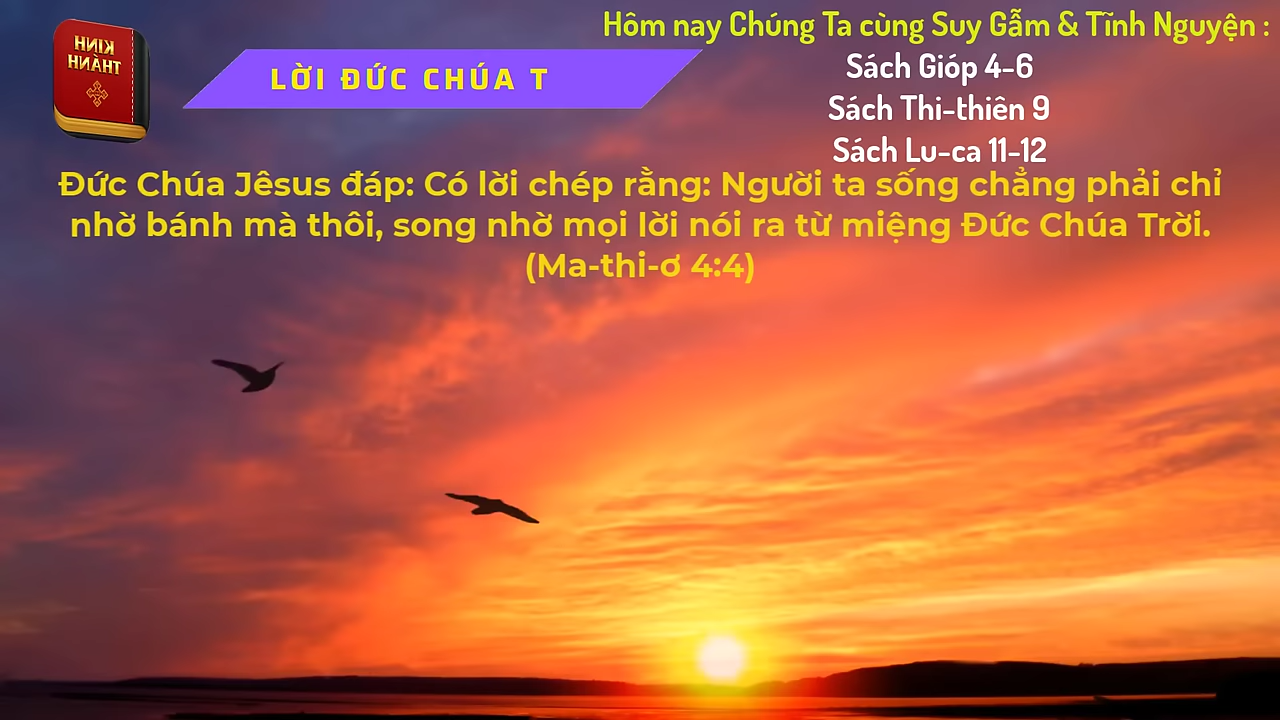 KINH
THÁNH
LỜI ĐỨC CHÚA T
Hôm nay Chúng Ta cùng Suy Gẫm & Tĩnh Nguyện :
Sách Gióp 4-6
Sách Thi-thiên 9
Sách Lu-ca 11-12
Đức Chúa Jêsus đáp: Có lời chép rằng: Người ta sống chẳng phải chỉ
nhờ bánh mà thôi, song nhờ mọi lời nói ra từ miệng Đức Chúa Trời.
(Ma-thi-ơ 4:4)